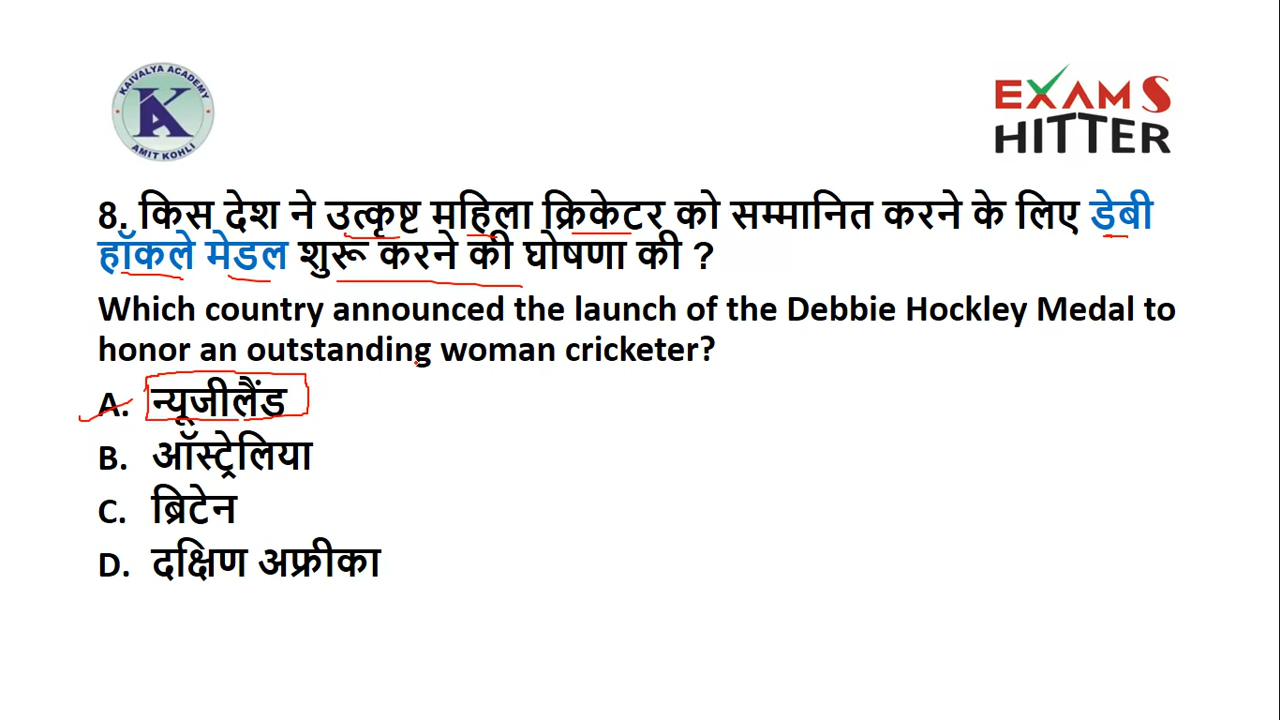 KAIVALYA ACADEMY
KA
AMIT KOHLI
EXAMS
HITTER
8. किस देश ने उत्कृष्ट महिला क्रिकेटर को सम्मानित करने के लिए डेबी
हॉकले मेडल शुरू करने की घोषणा की ?
Which country announced the launch of the Debbie Hockley Medal to
honor an outstanding woman cricketer?
A. न्यूजीलैंड
B. ऑस्ट्रेलिया
C. ब्रिटेन
D. दक्षिण अफ्रीका